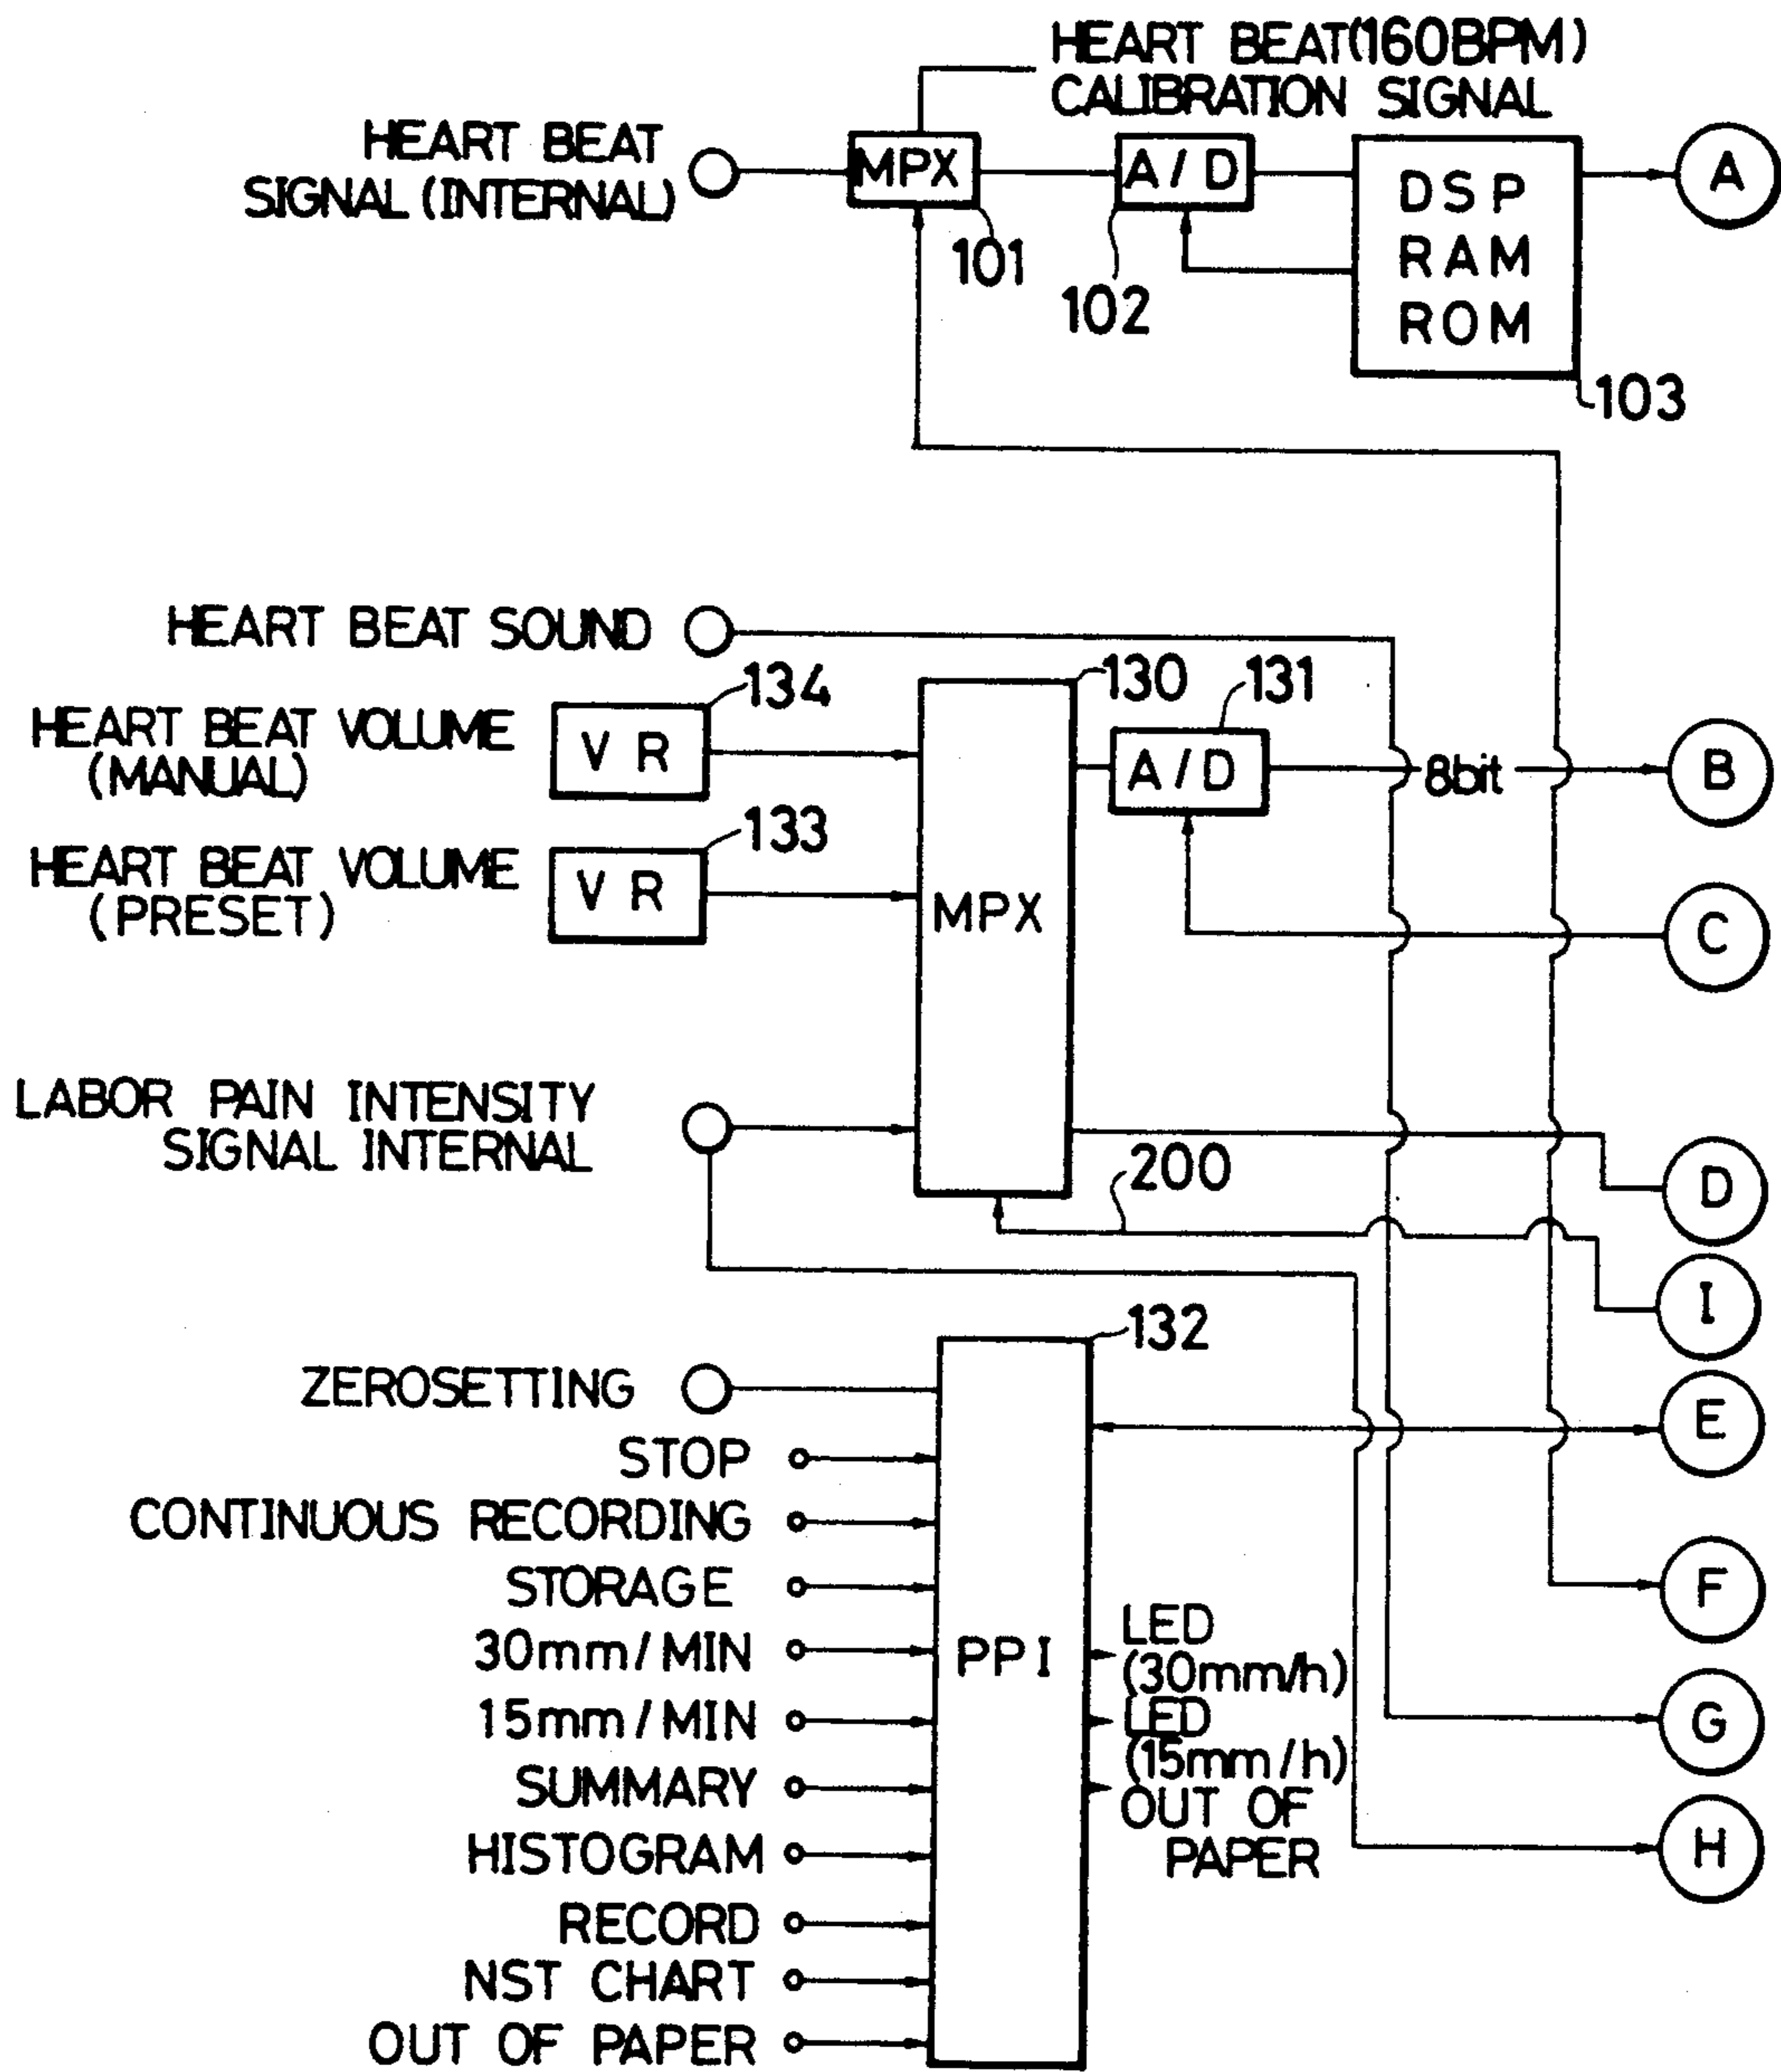 HEART BEAT(160BPM)
CALIBRATION SIGNAL
HEART BEAT
SIGNAL (INTERNAL)
MPX
A/D
DSP
RAM
ROM
A
101
102
103
HEART BEAT SOUND
134
130
131
HEART BEAT VOLUME
(MANUAL)
VR
A/D
8bit
B
133
HEART BEAT VOLUME
(PRESET)
VR
MPX
C
LABOR PAIN INTENSITY
SIGNAL INTERNAL
200
D
I
132
ZEROSETTING
E
STOP
CONTINUOUS RECORDING
STORAGE
F
30mm/MIN
PPI
LED
(30mm/h)
15mm/MIN
LED
(15mm/h)
G
SUMMARY
OUT OF
PAPER
HISTOGRAM
H
RECORD
NST CHART
OUT OF PAPER